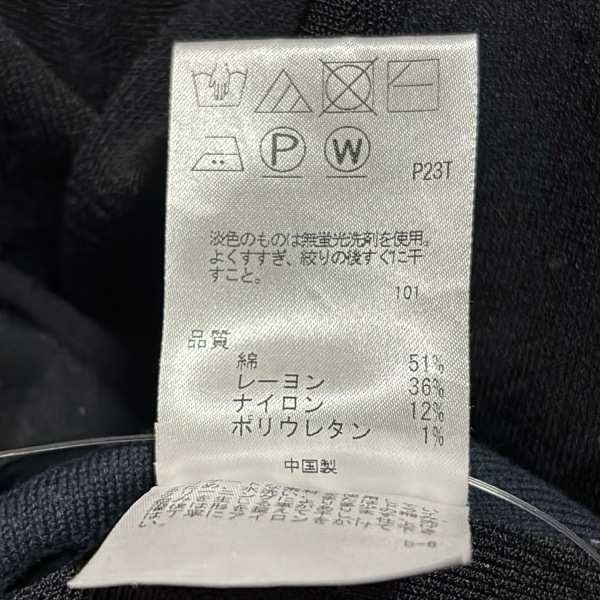 P
W
P23T
淡色のものは無蛍光洗剤を使用。
よくすすぎ、絞りの後すぐに干
すこと。
101
品質
綿 51%
レーヨン 36%
ナイロン 12%
ポリウレタン 1%
中国製